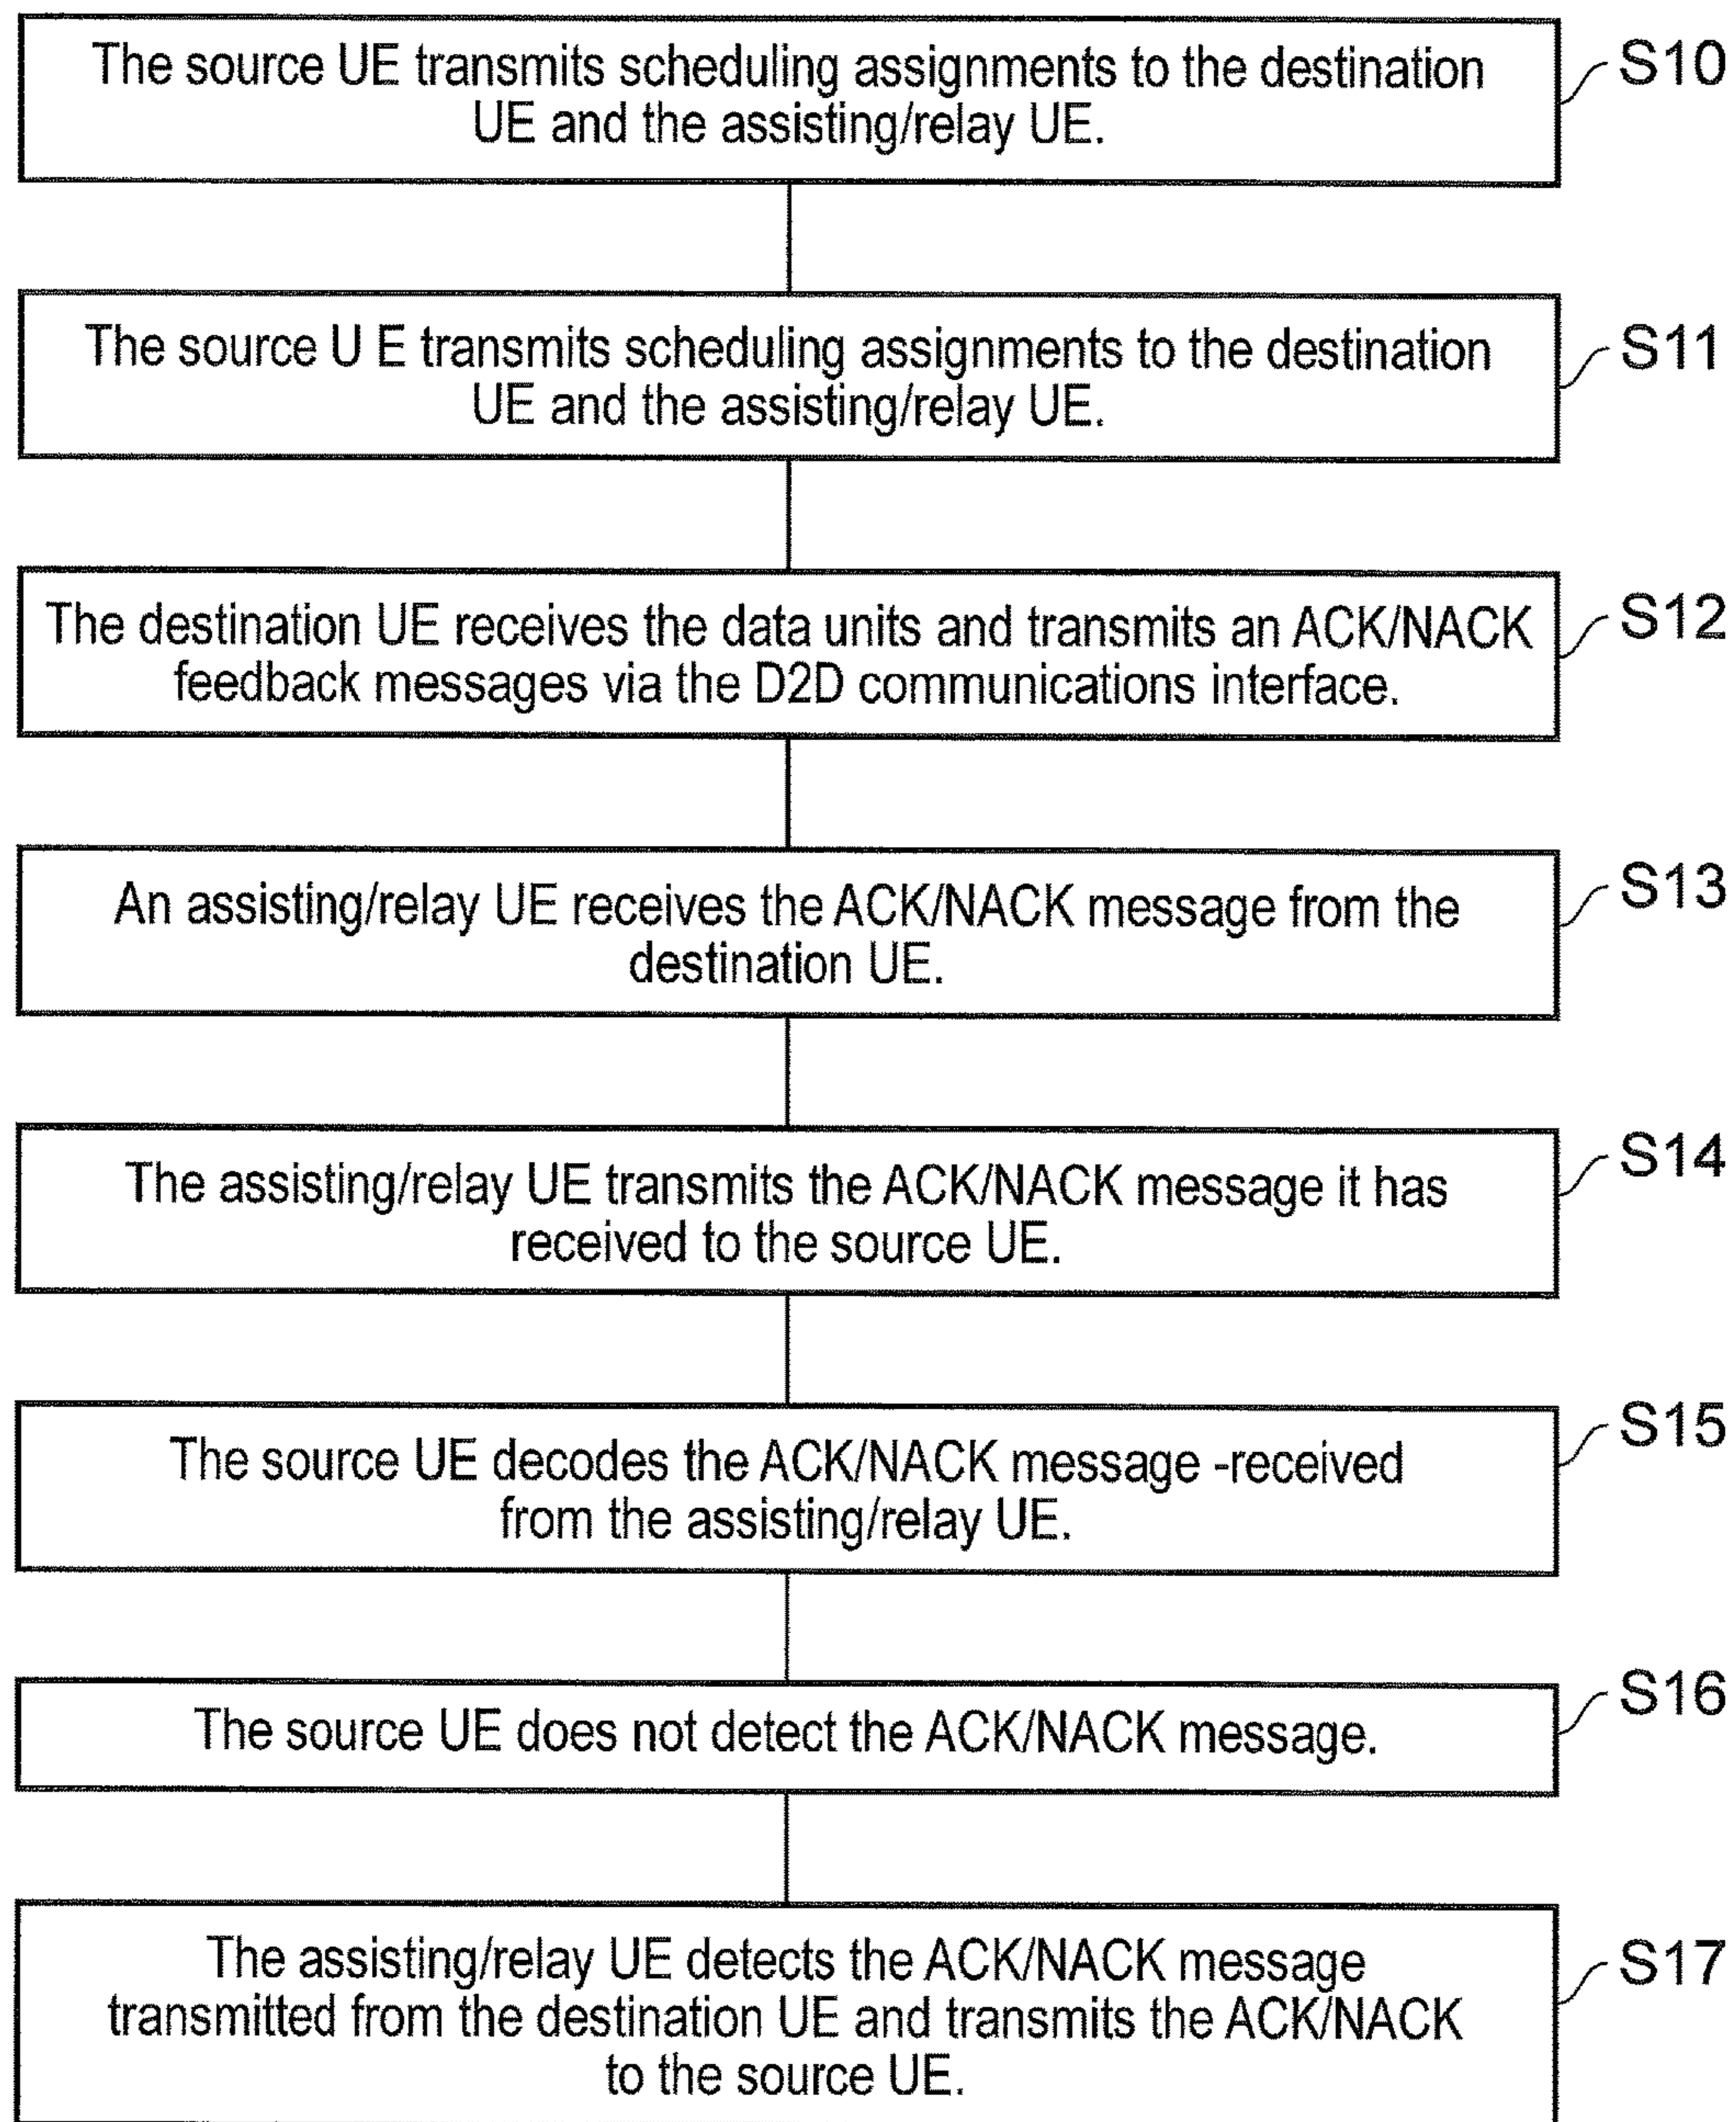 The source UE transmits scheduling assignments to the destination
UE and the assisting/relay UE.
S10
The source U E transmits scheduling assignments to the destination
UE and the assisting/relay UE.
S11
The destination UE receives the data units and transmits an ACK/NACK
feedback messages via the D2D communications interface.
S12
An assisting/relay UE receives the ACK/NACK message from the
destination UE.
S13
The assisting/relay UE transmits the ACK/NACK message it has
received to the source UE.
S14
The source UE decodes the ACK/NACK message -received
from the assisting/relay UE.
S15
The source UE does not detect the ACK/NACK message.
S16
The assisting/relay UE detects the ACK/NACK message
transmitted from the destination UE and transmits the ACK/NACK
to the source UE.
S17